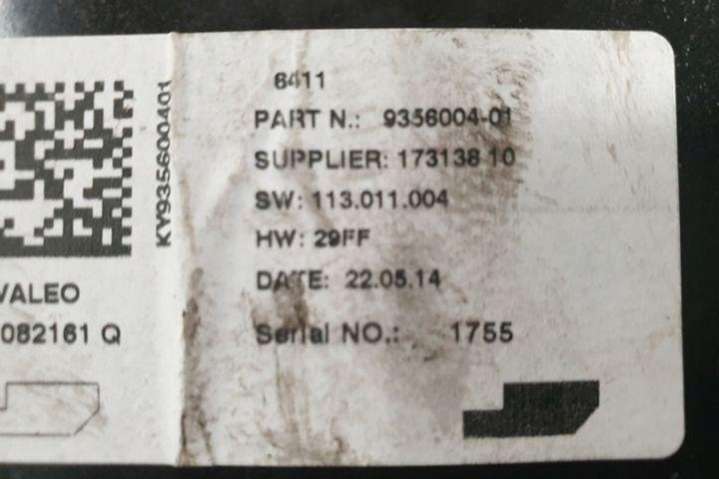 6411
PART N.: 9356004-01
SUPPLIER: 173138 10
SW: 113.011.004
HW: 29FF
DATE: 22.05.14
Serial NO.: 1755
KY935600401
VALEO
082161 Q